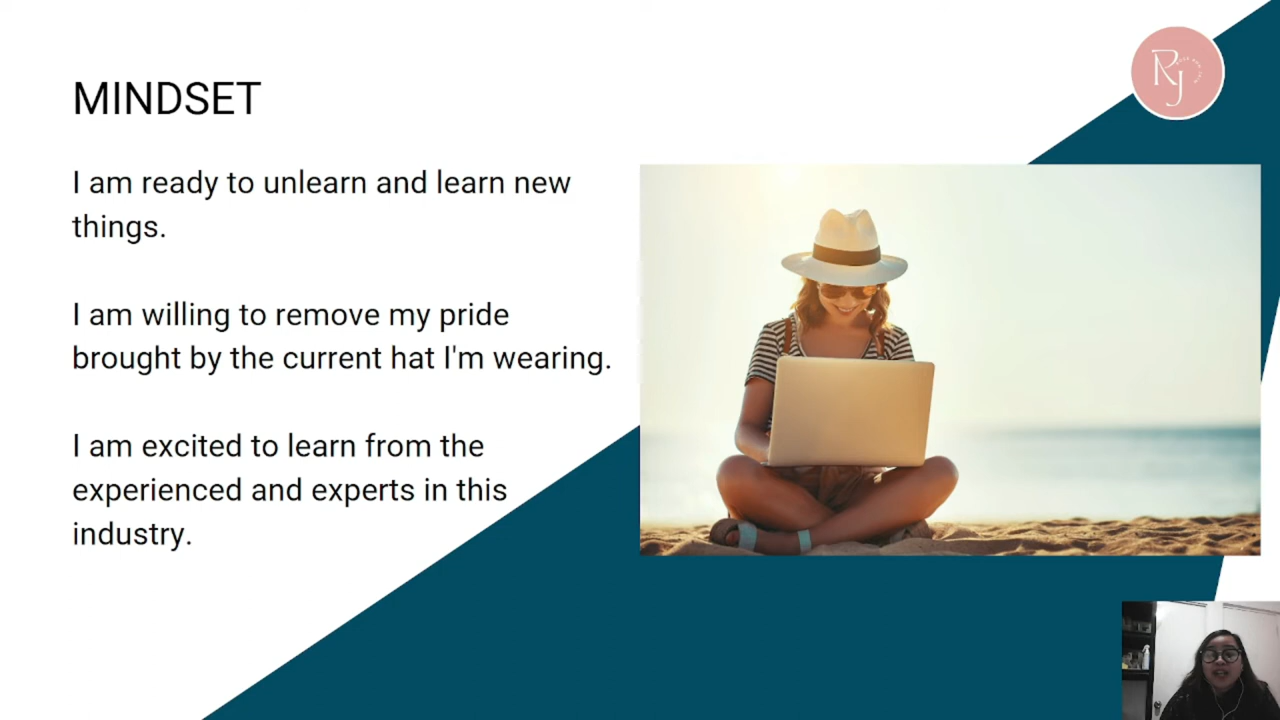 MINDSET
I am ready to unlearn and learn new
things.
I am willing to remove my pride
brought by the current hat I'm wearing.
I am excited to learn from the
experienced and experts in this
industry.
RJ